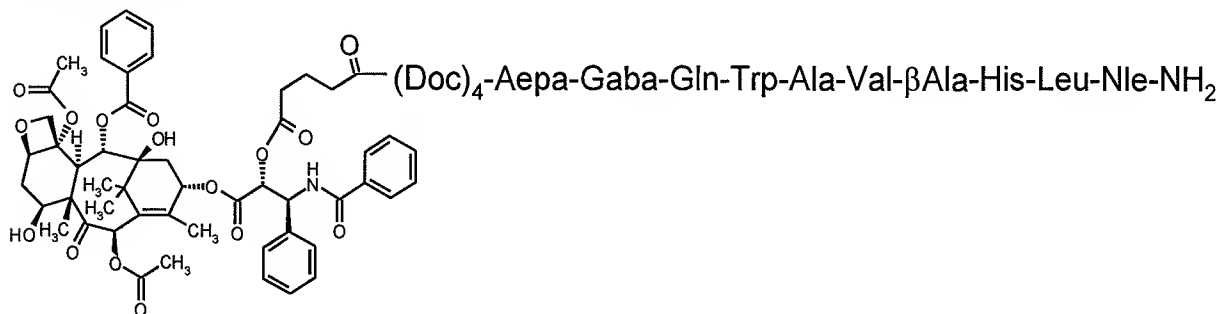 O
(Doc)4-Aepa-Gaba-Gln-Trp-Ala-Val-βAla-His-Leu-Nle-NH2
CH3
O
O
O
O
O
O
O
H
OH
O
H
N
H3C
H3C
O
O
O
H3C
CH3
HO
O
O
CH3
O